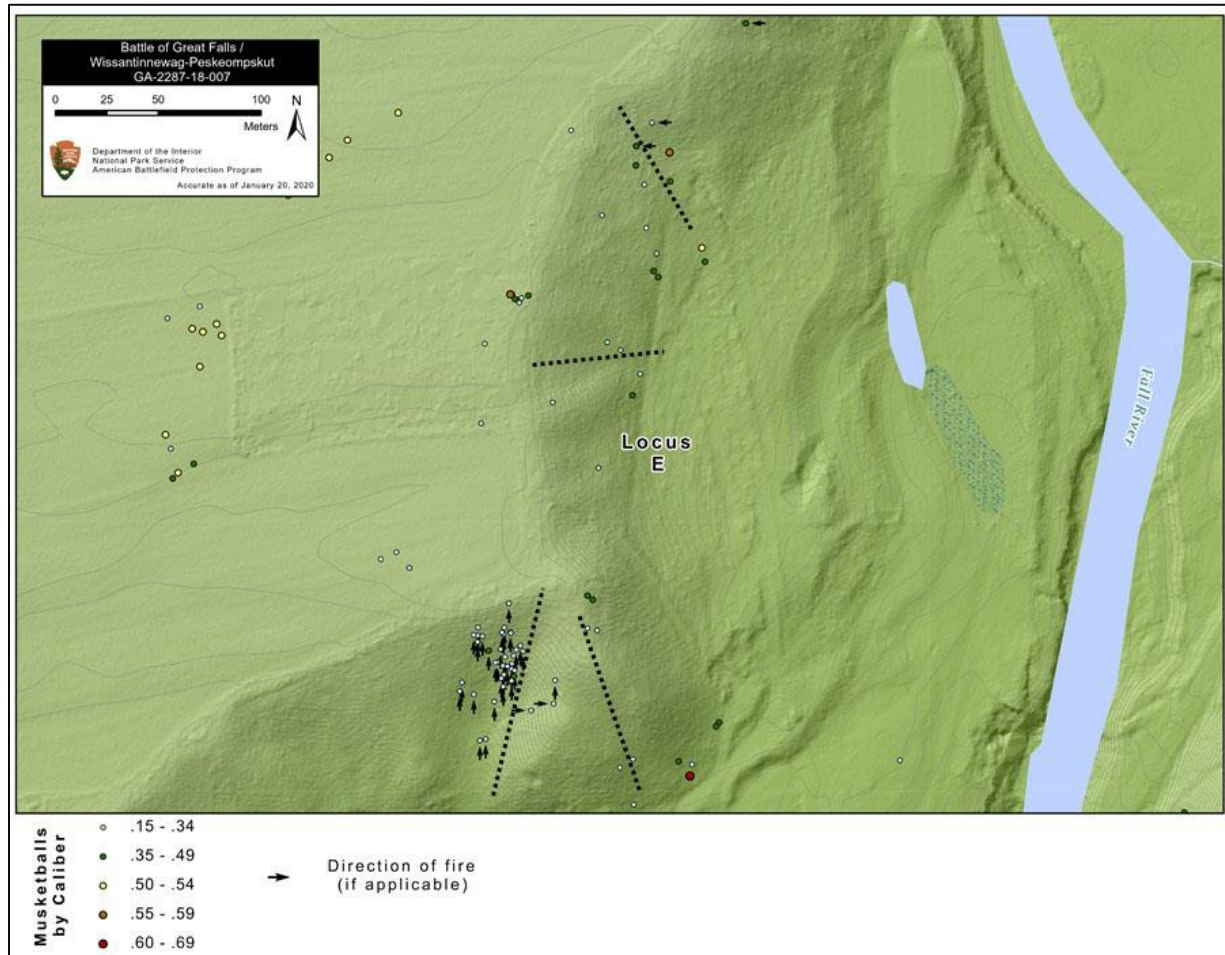 Battle of Great Falls /
Wissantinnewag-Peskeompskut
GA-2287-18-007
0 25 50 100
Meters
N
Department of the Interior
National Park Service
American Battlefield Protection Program
Accurate as of January 20, 2020
Locus
E
Fall River
Musketballs
by Caliber
.15 - .34
.35 - .49
.50 - .54
.55 - .59
.60 - .69
Direction of fire
(if applicable)